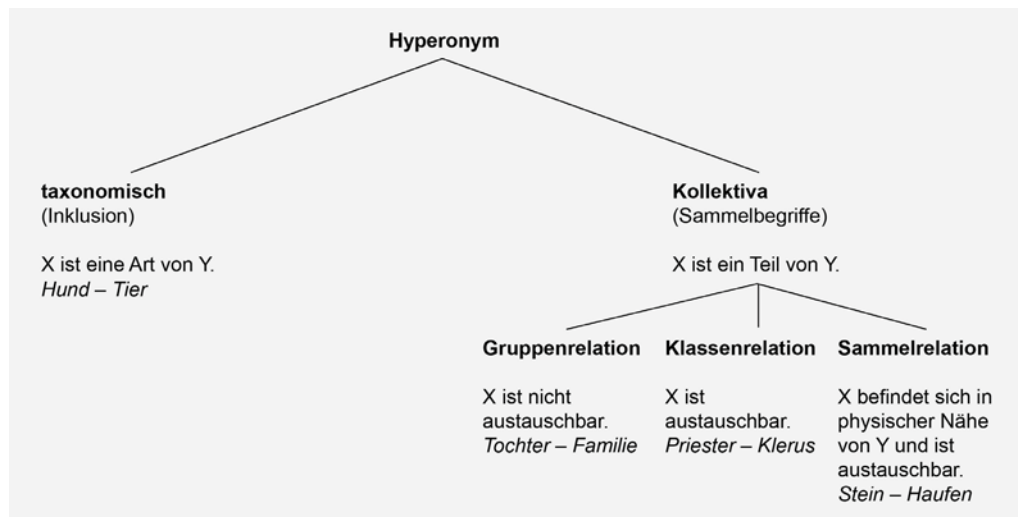 Hyperonym
taxonomisch
(Inklusion)
X ist eine Art von Y.
Hund – Tier
Kollektiva
(Sammelbegriffe)
X ist ein Teil von Y.
Gruppenrelation
X ist nicht
austauschbar.
Tochter – Familie
Klassenrelation
X ist
austauschbar.
Priester – Klerus
Sammelrelation
X befindet sich in
physischer Nähe
von Y und ist
austauschbar.
Stein – Haufen